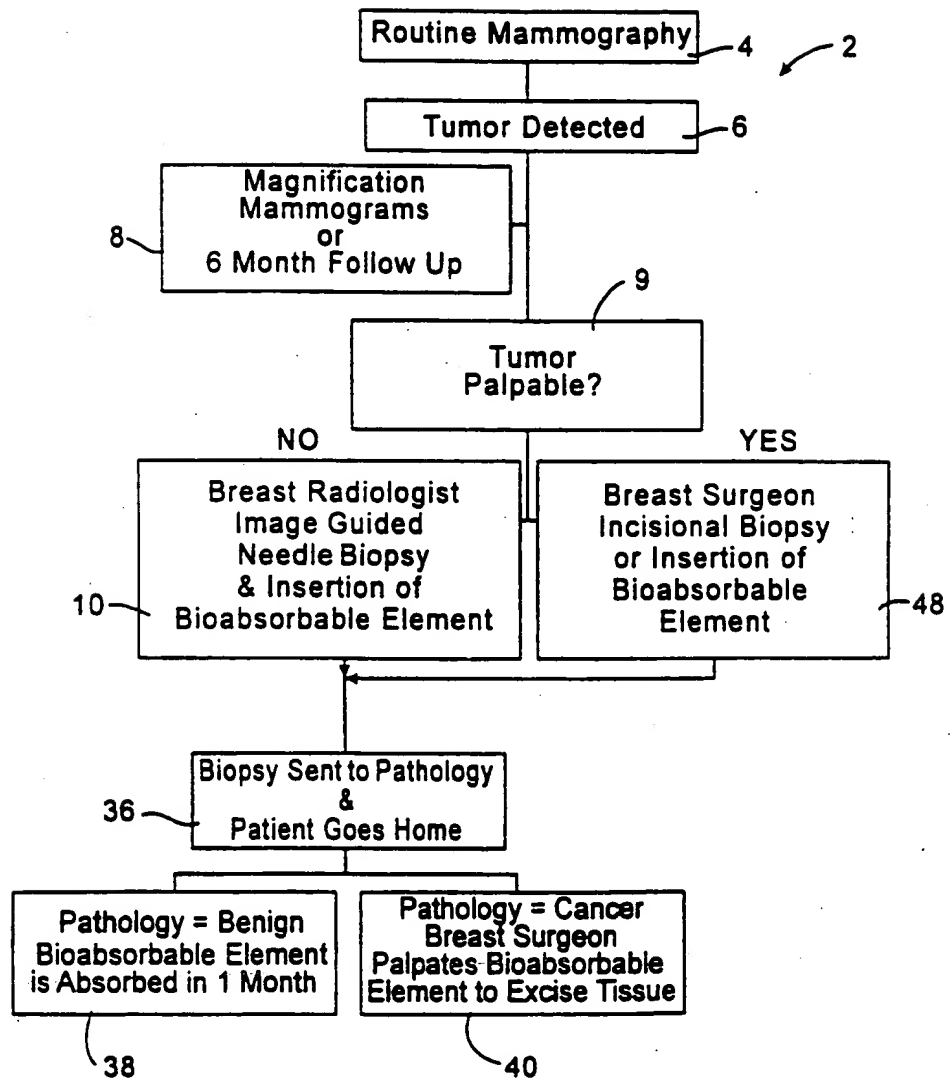 Routine Mammography
4
2
Tumor Detected
6
Magnification
Mammograms
or
6 Month Follow Up
8
9
Tumor
Palpable?
NO
YES
Breast Radiologist
Image Guided
Needle Biopsy
& Insertion of
Bioabsorbable Element
10
Breast Surgeon
Incisional Biopsy
or Insertion of
Bioabsorbable
Element
48
Biopsy Sent to Pathology
&
Patient Goes Home
36
Pathology = Benign
Bioabsorbable Element
is Absorbed in 1 Month
38
Pathology = Cancer
Breast Surgeon
Palpates Bioabsorbable
Element to Excise Tissue
40